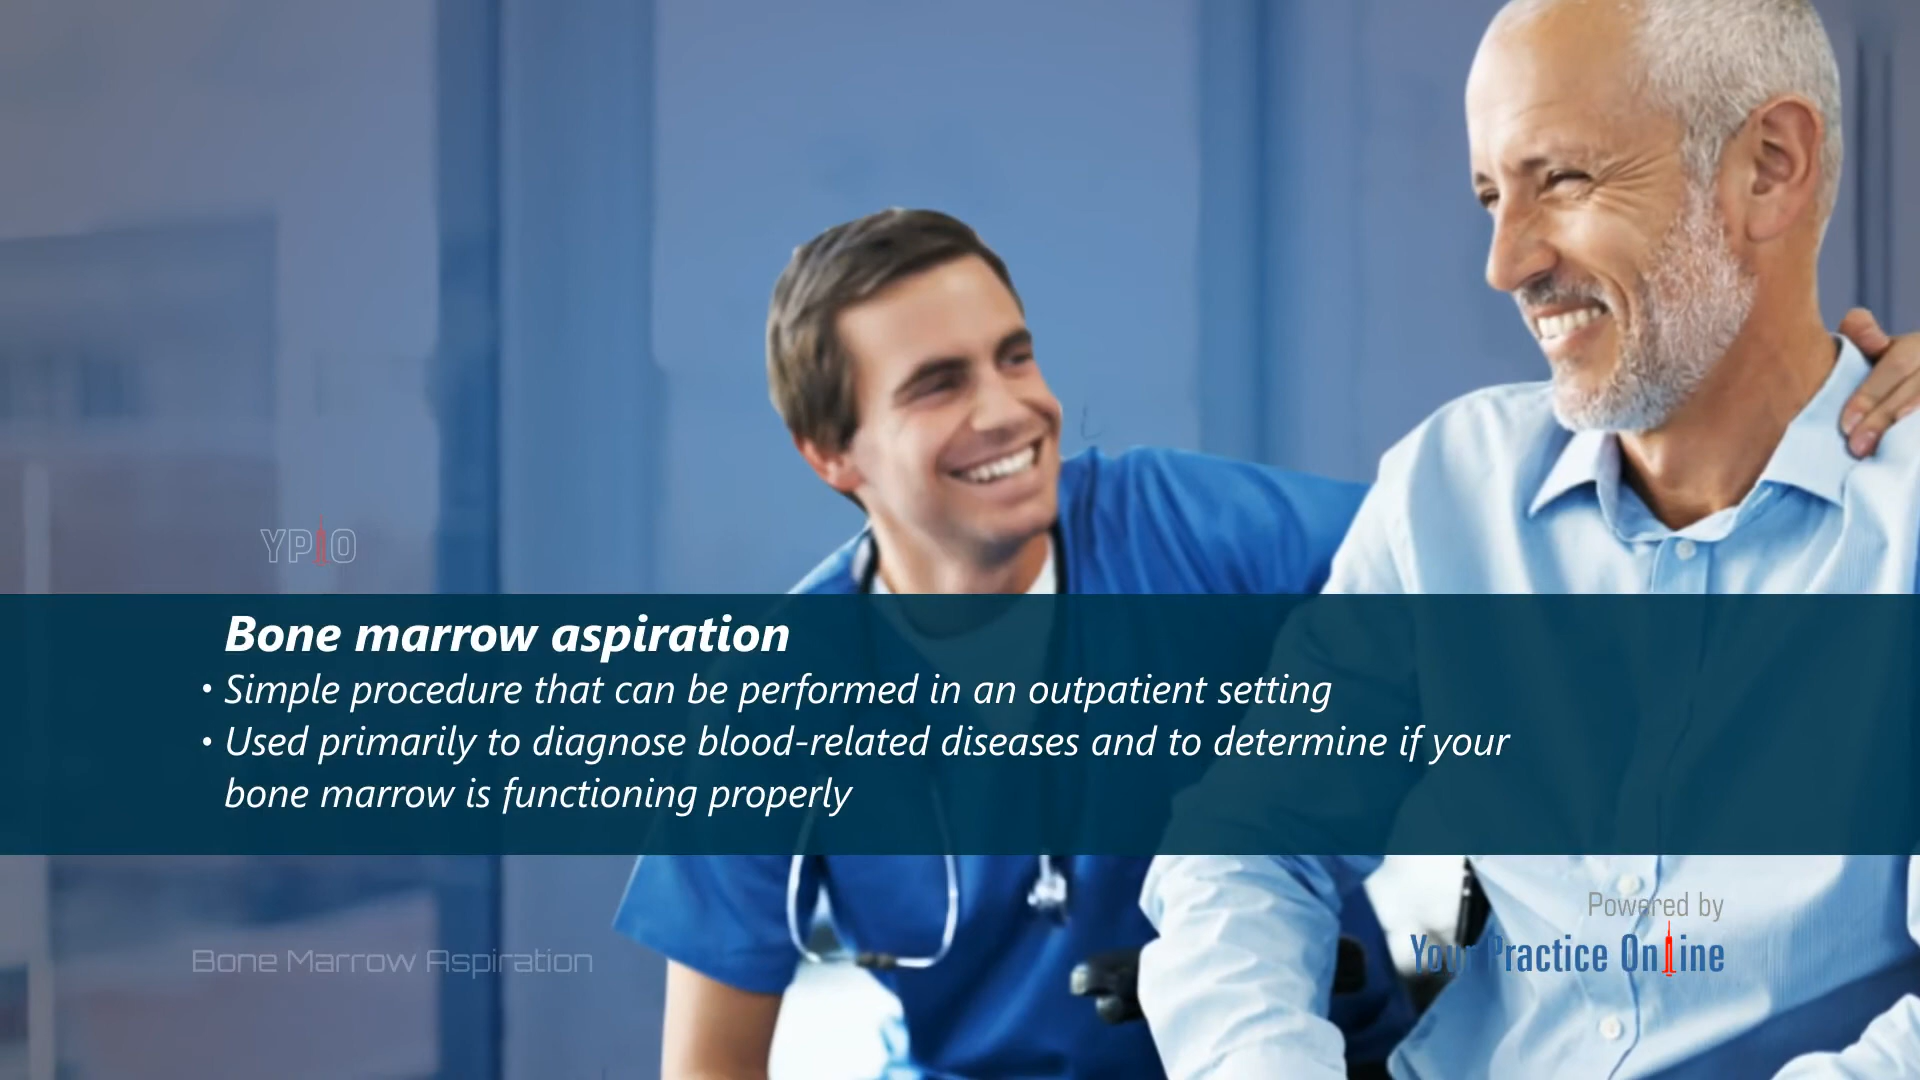 YPO
Bone marrow aspiration
• Simple procedure that can be performed in an outpatient setting
• Used primarily to diagnose blood-related diseases and to determine if your
bone marrow is functioning properly
Powered by
Your Practice Online
Bone Marrow Aspiration